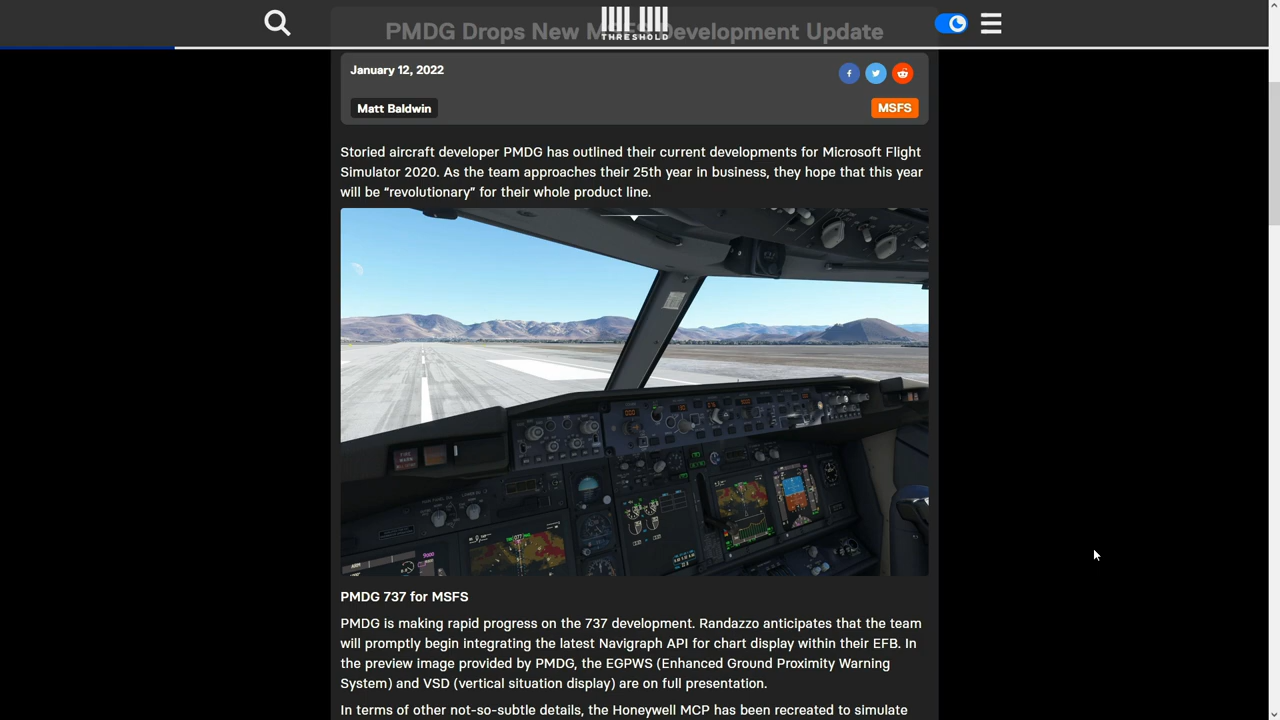 PMDG Drops New MSFS Development Update
THRESHOLD
January 12, 2022
Matt Baldwin
MSFS
Storied aircraft developer PMDG has outlined their current developments for Microsoft Flight
Simulator 2020. As the team approaches their 25th year in business, they hope that this year
will be “revolutionary” for their whole product line.
PMDG 737 for MSFS
PMDG is making rapid progress on the 737 development. Randazzo anticipates that the team
will promptly begin integrating the latest Navigraph API for chart display within their EFB. In
the preview image provided by PMDG, the EGPWS (Enhanced Ground Proximity Warning
System) and VSD (vertical situation display) are on full presentation.
In terms of other not-so-subtle details, the Honeywell MCP has been recreated to simulate